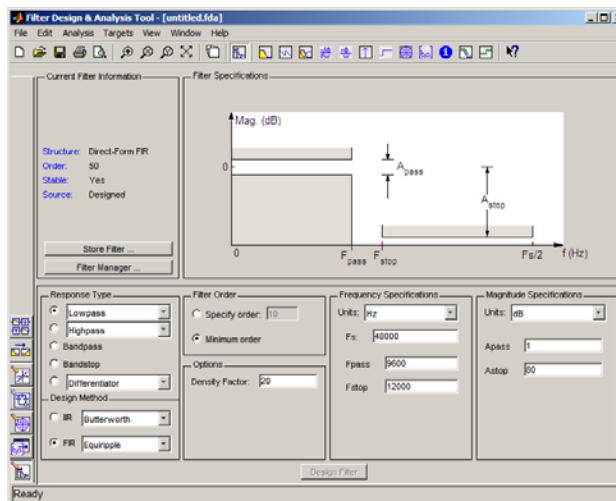 Filter Design & Analysis Tool - [untitled.fda]
File Edit Analysis Targets View Window Help
Current Filter Information
Structure: Direct-Form FIR
Order: 50
Stable: Yes
Source: Designed
Store Filter ...
Filter Manager ...
Filter Specifications
Mag. (dB)
0
A pass
A stop
0 F pass F stop Fs/2 f (Hz)
Response Type
Lowpass
Highpass
Bandpass
Bandstop
Differentiator
Design Method
IIR Butterworth
FIR Equiripple
Filter Order
Specify order: 10
Minimum order
Options
Density Factor: 20
Frequency Specifications
Units: Hz
Fs: 48000
Fpass 9600
Fstop 12000
Magnitude Specifications
Units: dB
Apass 1
Astop 80
Design Filter
Ready